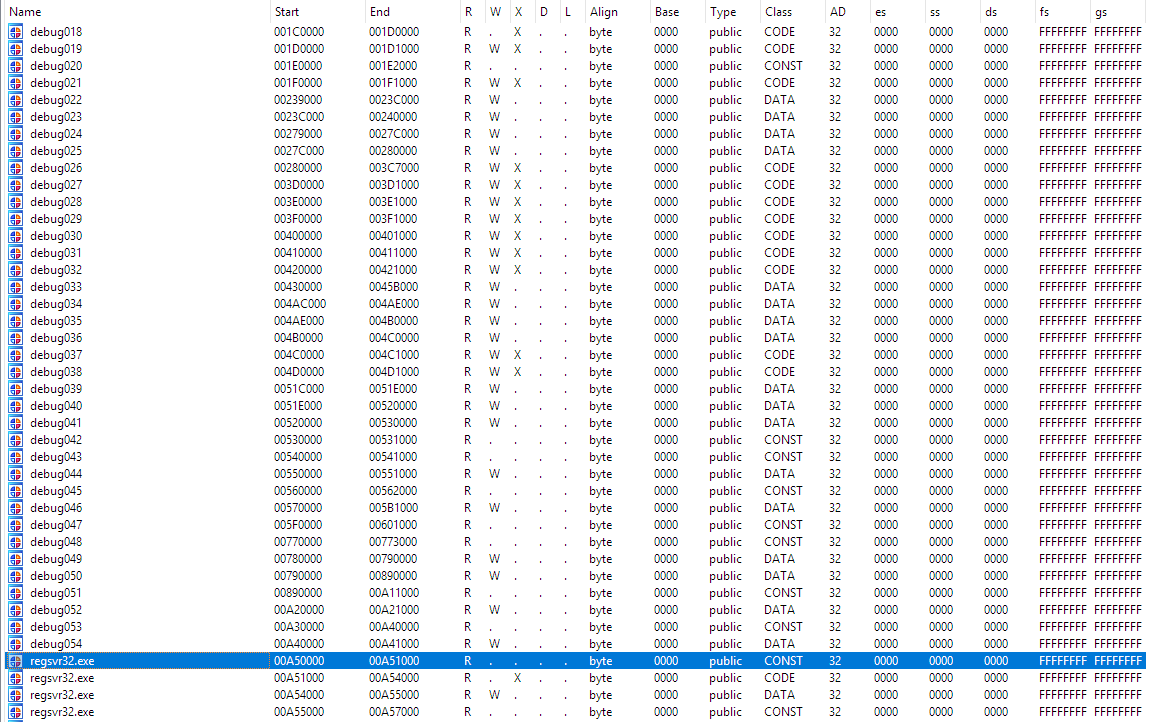 Name Start End R W X D L Align Base Type Class AD es ss ds fs gs
debug018 001C0000 001D0000 R . X . . byte 0000 public CODE 32 0000 0000 0000 FFFFFFFF FFFFFFFF
debug019 001D0000 001D1000 R W X . . byte 0000 public CODE 32 0000 0000 0000 FFFFFFFF FFFFFFFF
debug020 001E0000 001E2000 R . . . . byte 0000 public CONST 32 0000 0000 0000 FFFFFFFF FFFFFFFF
debug021 001F0000 001F1000 R W X . . byte 0000 public CODE 32 0000 0000 0000 FFFFFFFF FFFFFFFF
debug022 00239000 0023C000 R W . . . byte 0000 public DATA 32 0000 0000 0000 FFFFFFFF FFFFFFFF
debug023 0023C000 00240000 R W . . . byte 0000 public DATA 32 0000 0000 0000 FFFFFFFF FFFFFFFF
debug024 00279000 0027C000 R W . . . byte 0000 public DATA 32 0000 0000 0000 FFFFFFFF FFFFFFFF
debug025 0027C000 00280000 R W . . . byte 0000 public DATA 32 0000 0000 0000 FFFFFFFF FFFFFFFF
debug026 00280000 003C7000 R W X . . byte 0000 public CODE 32 0000 0000 0000 FFFFFFFF FFFFFFFF
debug027 003D0000 003D1000 R W X . . byte 0000 public CODE 32 0000 0000 0000 FFFFFFFF FFFFFFFF
debug028 003E0000 003E1000 R W X . . byte 0000 public CODE 32 0000 0000 0000 FFFFFFFF FFFFFFFF
debug029 003F0000 003F1000 R W X . . byte 0000 public CODE 32 0000 0000 0000 FFFFFFFF FFFFFFFF
debug030 00400000 00401000 R W X . . byte 0000 public CODE 32 0000 0000 0000 FFFFFFFF FFFFFFFF
debug031 00410000 00411000 R W X . . byte 0000 public CODE 32 0000 0000 0000 FFFFFFFF FFFFFFFF
debug032 00420000 00421000 R W X . . byte 0000 public CODE 32 0000 0000 0000 FFFFFFFF FFFFFFFF
debug033 00430000 0045B000 R W . . . byte 0000 public DATA 32 0000 0000 0000 FFFFFFFF FFFFFFFF
debug034 004AC000 004AE000 R W . . . byte 0000 public DATA 32 0000 0000 0000 FFFFFFFF FFFFFFFF
debug035 004AE000 004B0000 R W . . . byte 0000 public DATA 32 0000 0000 0000 FFFFFFFF FFFFFFFF
debug036 004B0000 004C0000 R W . . . byte 0000 public DATA 32 0000 0000 0000 FFFFFFFF FFFFFFFF
debug037 004C0000 004C1000 R W X . . byte 0000 public CODE 32 0000 0000 0000 FFFFFFFF FFFFFFFF
debug038 004D0000 004D1000 R W X . . byte 0000 public CODE 32 0000 0000 0000 FFFFFFFF FFFFFFFF
debug039 0051C000 0051E000 R W . . . byte 0000 public DATA 32 0000 0000 0000 FFFFFFFF FFFFFFFF
debug040 0051E000 00520000 R W . . . byte 0000 public DATA 32 0000 0000 0000 FFFFFFFF FFFFFFFF
debug041 00520000 00530000 R W . . . byte 0000 public DATA 32 0000 0000 0000 FFFFFFFF FFFFFFFF
debug042 00530000 00531000 R . . . . byte 0000 public CONST 32 0000 0000 0000 FFFFFFFF FFFFFFFF
debug043 00540000 00541000 R . . . . byte 0000 public CONST 32 0000 0000 0000 FFFFFFFF FFFFFFFF
debug044 00550000 00551000 R W . . . byte 0000 public DATA 32 0000 0000 0000 FFFFFFFF FFFFFFFF
debug045 00560000 00562000 R . . . . byte 0000 public CONST 32 0000 0000 0000 FFFFFFFF FFFFFFFF
debug046 00570000 005B1000 R W . . . byte 0000 public DATA 32 0000 0000 0000 FFFFFFFF FFFFFFFF
debug047 005F0000 00601000 R . . . . byte 0000 public CONST 32 0000 0000 0000 FFFFFFFF FFFFFFFF
debug048 00770000 00773000 R . . . . byte 0000 public CONST 32 0000 0000 0000 FFFFFFFF FFFFFFFF
debug049 00780000 00790000 R W . . . byte 0000 public DATA 32 0000 0000 0000 FFFFFFFF FFFFFFFF
debug050 00790000 00890000 R W . . . byte 0000 public DATA 32 0000 0000 0000 FFFFFFFF FFFFFFFF
debug051 00890000 00A11000 R . . . . byte 0000 public CONST 32 0000 0000 0000 FFFFFFFF FFFFFFFF
debug052 00A20000 00A21000 R W . . . byte 0000 public DATA 32 0000 0000 0000 FFFFFFFF FFFFFFFF
debug053 00A30000 00A40000 R . . . . byte 0000 public CONST 32 0000 0000 0000 FFFFFFFF FFFFFFFF
debug054 00A40000 00A41000 R W . . . byte 0000 public DATA 32 0000 0000 0000 FFFFFFFF FFFFFFFF
regsvr32.exe 00A50000 00A51000 R . . . . byte 0000 public CONST 32 0000 0000 0000 FFFFFFFF FFFFFFFF
regsvr32.exe 00A51000 00A54000 R . X . . byte 0000 public CODE 32 0000 0000 0000 FFFFFFFF FFFFFFFF
regsvr32.exe 00A54000 00A55000 R W . . . byte 0000 public DATA 32 0000 0000 0000 FFFFFFFF FFFFFFFF
regsvr32.exe 00A55000 00A57000 R . . . . byte 0000 public CONST 32 0000 0000 0000 FFFFFFFF FFFFFFFF